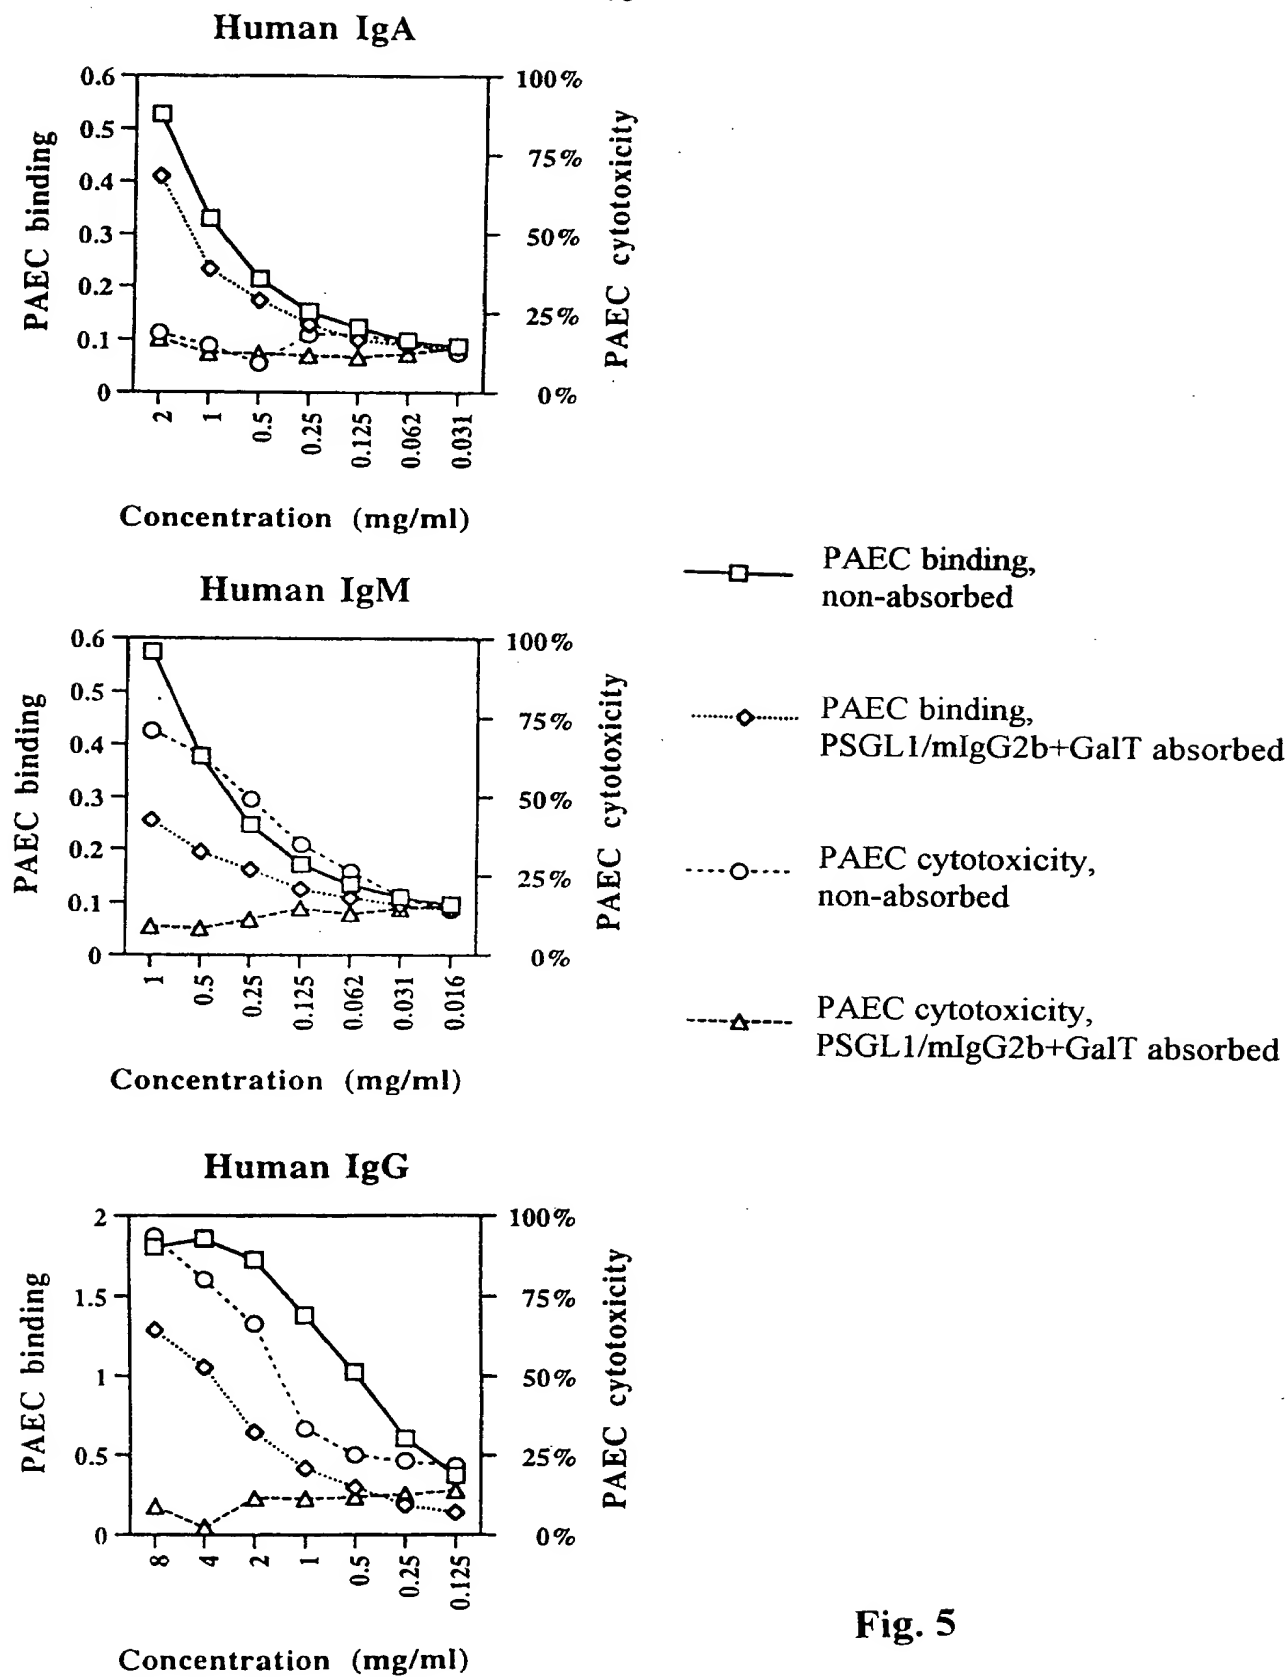 Human IgA
0.6
0.5
0.4
0.3
0.2
0.1
0
PAEC binding
100%
75%
50%
25%
0%
PAEC cytotoxicity
2
1
0.5
0.25
0.125
0.062
0.031
Concentration (mg/ml)
Human IgM
0.6
0.5
0.4
0.3
0.2
0.1
0
PAEC binding
100%
75%
50%
25%
0%
PAEC cytotoxicity
1
0.5
0.25
0.125
0.062
0.031
0.016
Concentration (mg/ml)
PAEC binding,
non-absorbed
PAEC binding,
PSGL1/mIgG2b+GalT absorbed
PAEC cytotoxicity,
non-absorbed
PAEC cytotoxicity,
PSGL1/mIgG2b+GalT absorbed
Human IgG
2
1.5
1
0.5
0
PAEC binding
100%
75%
50%
25%
0%
PAEC cytotoxicity
8
4
2
1
0.5
0.25
0.125
Concentration (mg/ml)
Fig. 5